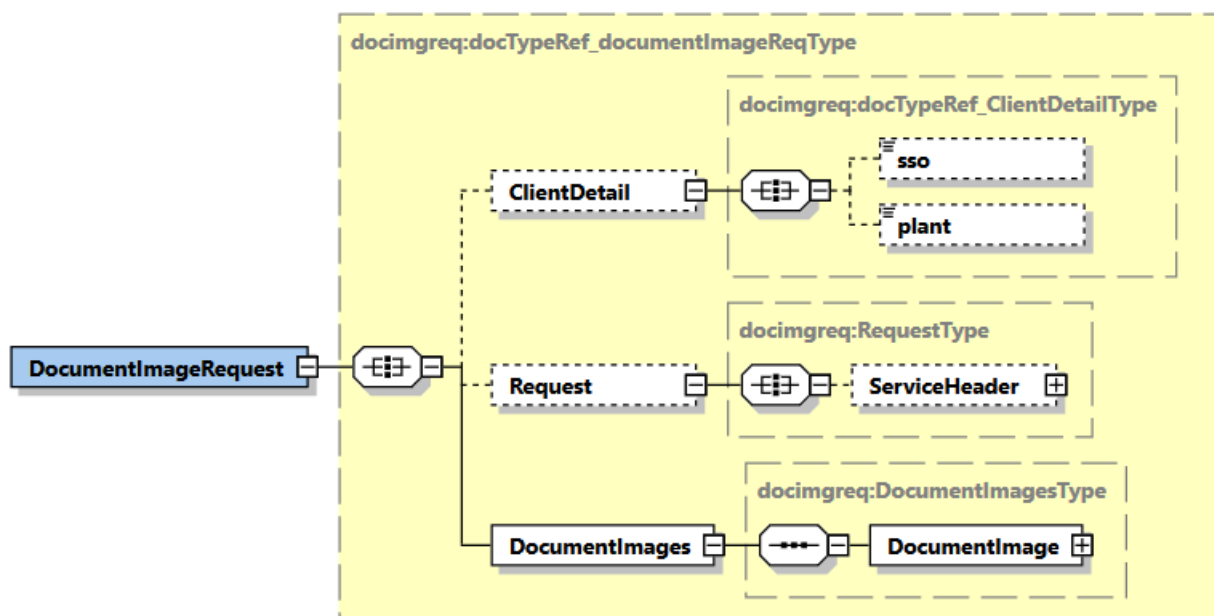 docimgreq:docTypeRef_documentImageReqType
docimgreq:docTypeRef_ClientDetailType
sso
ClientDetail
plant
docimgreq:RequestType
DocumentImageRequest
Request
ServiceHeader
docimgreq:DocumentImagesType
DocumentImages
DocumentImage